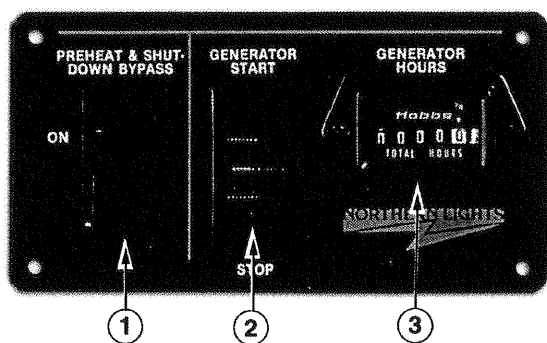 PREHEAT & SHUT-
DOWN BYPASS
ON
GENERATOR
START
STOP
GENERATOR
HOURS
Hobbs
TOTAL HOURS
NORTHERN LIGHTS
1
2
3